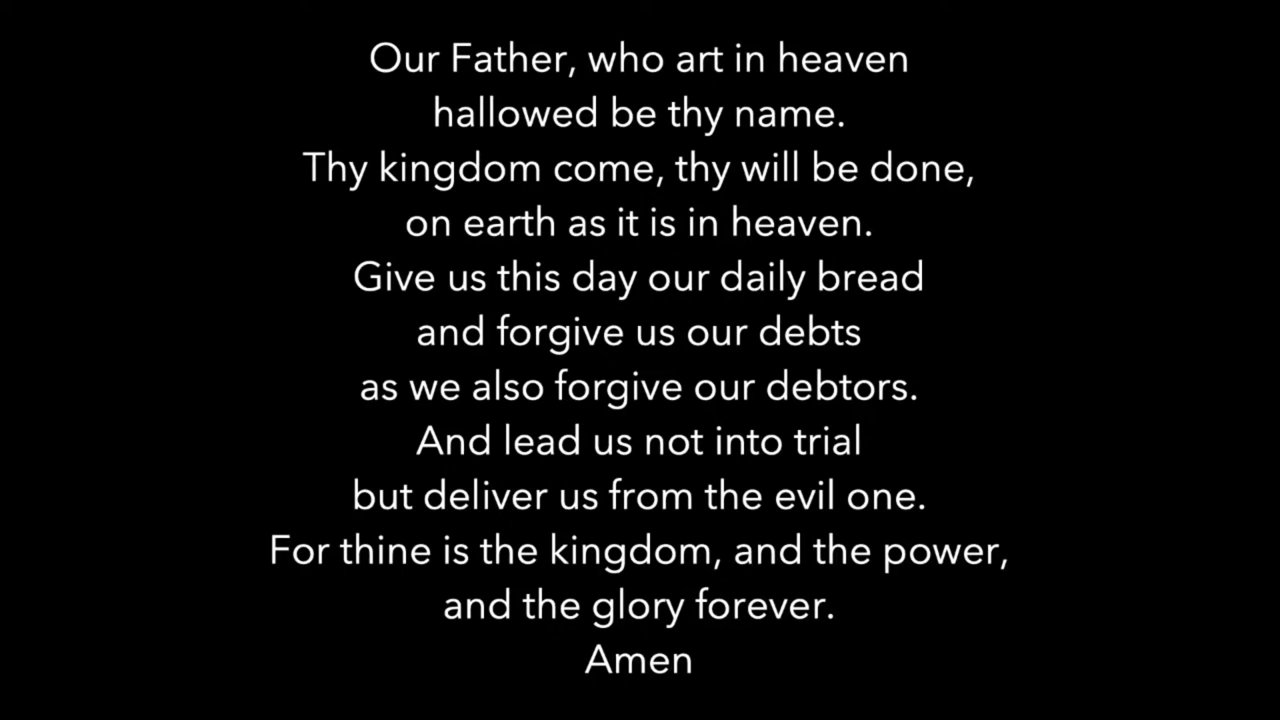 Our Father, who art in heaven
hallowed be thy name.
Thy kingdom come, thy will be done,
on earth as it is in heaven.
Give us this day our daily bread
and forgive us our debts
as we also forgive our debtors.
And lead us not into trial
but deliver us from the evil one.
For thine is the kingdom, and the power,
and the glory forever.
Amen